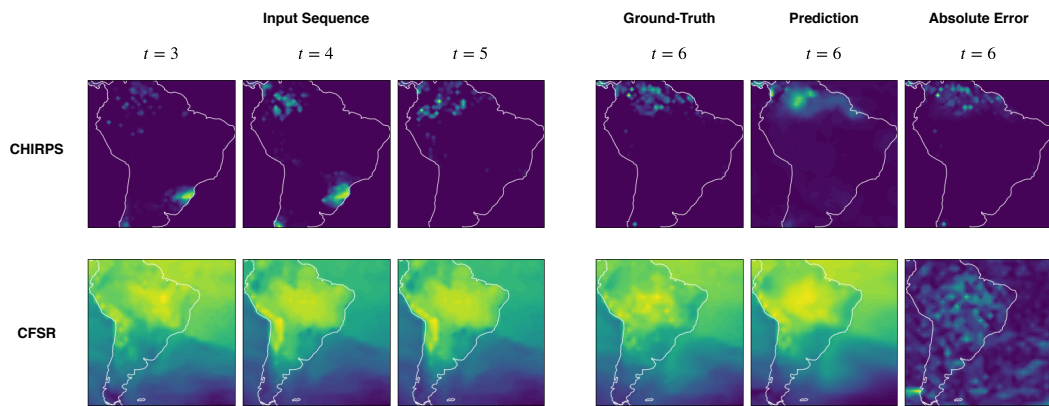 Input Sequence
Ground-Truth
Prediction
Absolute Error
t = 3
t = 4
t = 5
t = 6
t = 6
t = 6
CHIRPS
CFSR